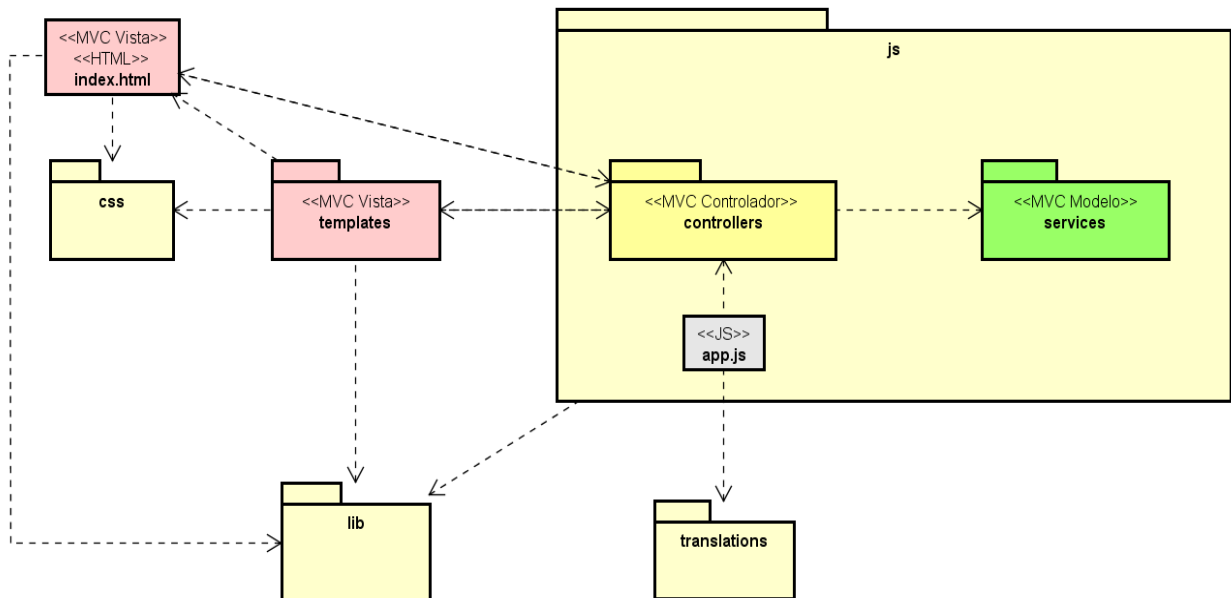 <<MVC Vista>>
<<HTML>>
index.html
js
css
<<MVC Vista>>
templates
<<MVC Controlador>>
controllers
<<MVC Modelo>>
services
<<JS>>
app.js
lib
translations